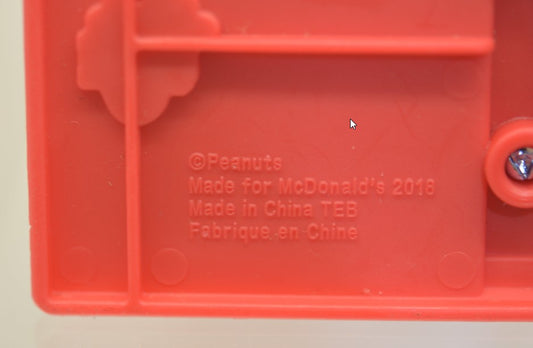 ©Peanuts
Made for McDonald's 2018
Made in China TEB
Fabrique en Chine